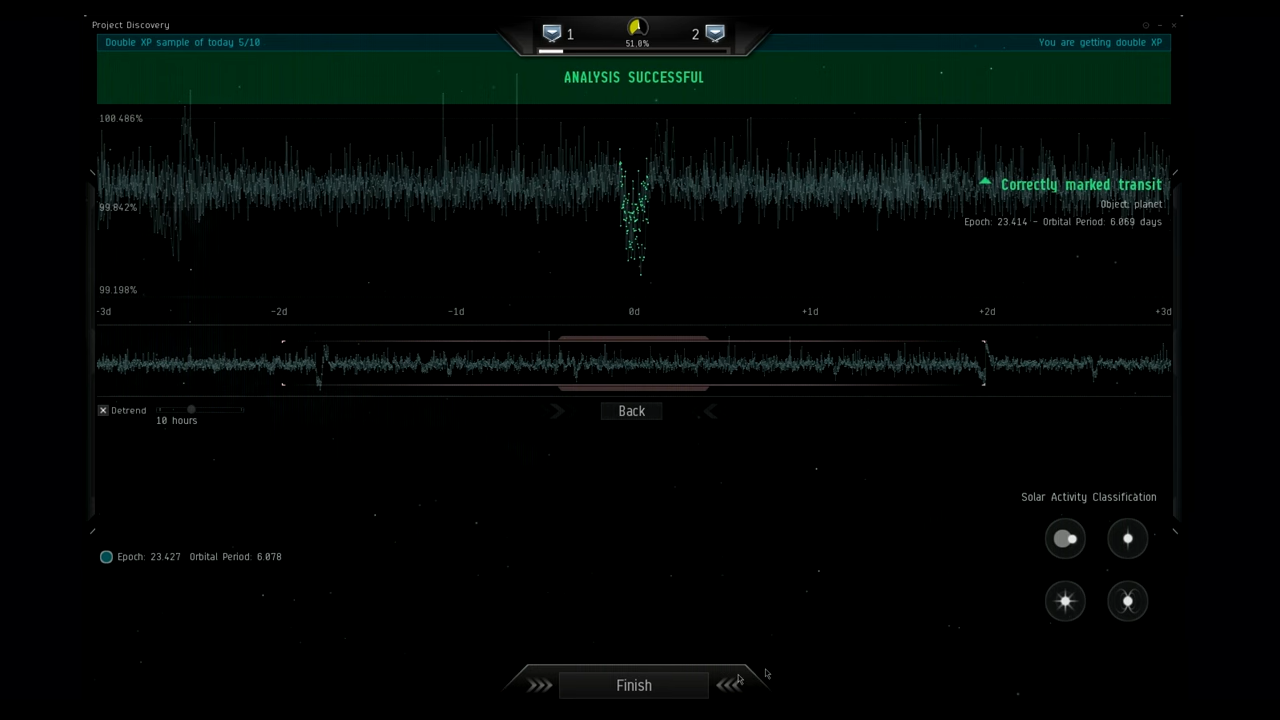 Project Discovery
1
2
51.0%
Double XP sample of today 5/10
You are getting double XP
ANALYSIS SUCCESSFUL
100.486%
Correctly marked transit
99.842%
Object: planet
Epoch: 23.414 - Orbital Period: 6.069 days
99.198%
-3d
-2d
-1d
0d
+1d
+2d
+3d
Detrend
10 hours
Back
Solar Activity Classification
Epoch: 23.427 Orbital Period: 6.078
Finish